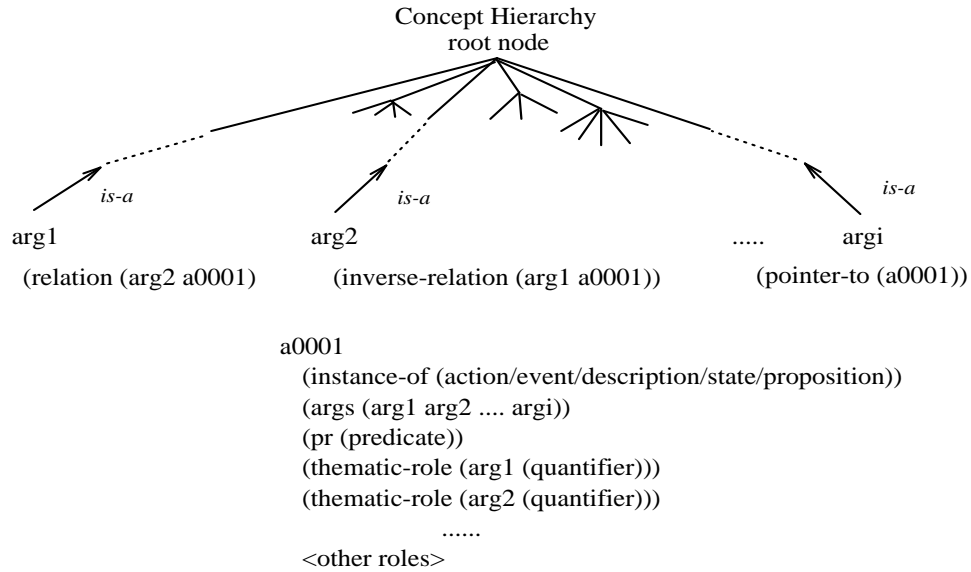 Concept Hierarchy
root node
is-a is-a is-a
arg1 arg2 ..... argi
(relation (arg2 a0001) (inverse-relation (arg1 a0001)) (pointer-to (a0001))
a0001
(instance-of (action/event/description/state/proposition))
(args (arg1 arg2 .... argi))
(pr (predicate))
(thematic-role (arg1 (quantifier)))
(thematic-role (arg2 (quantifier)))
......
<other roles>